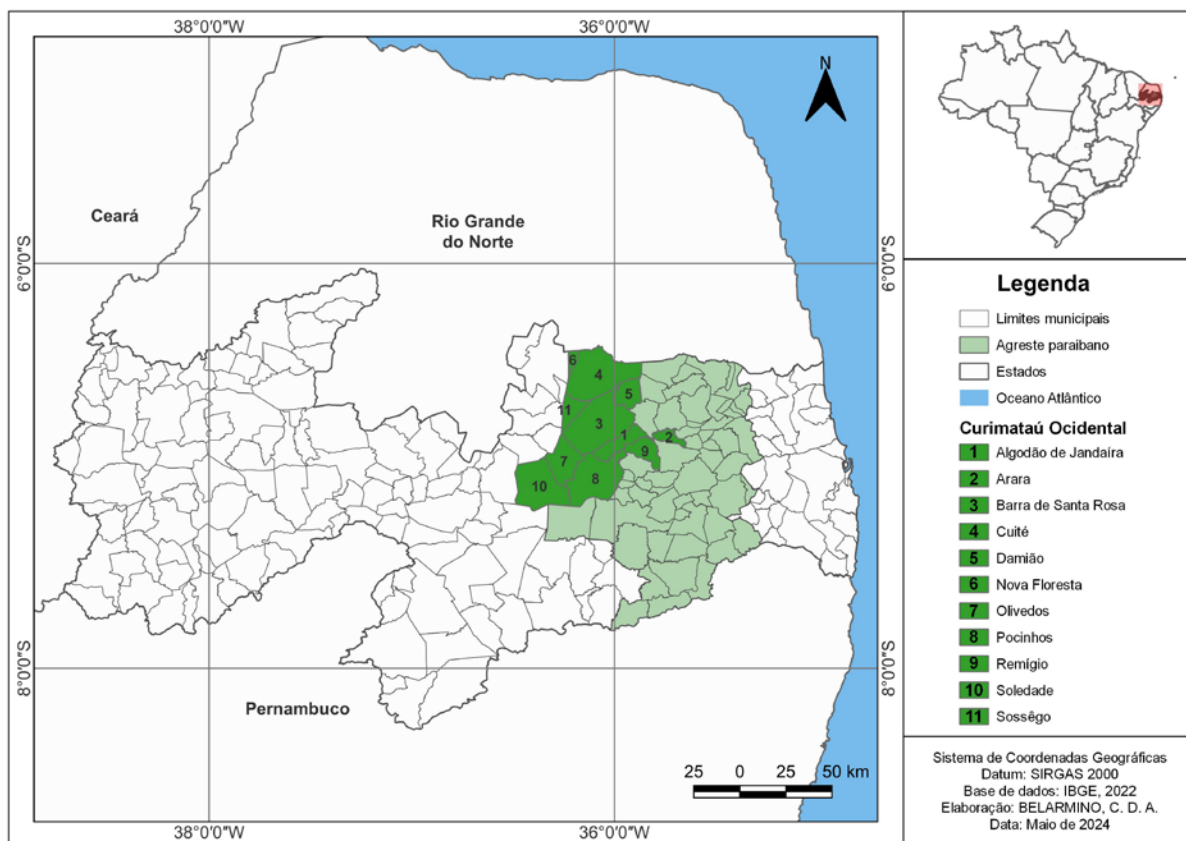 38°0'0"W
36°0'0"W
N
Ceará
Rio Grande
do Norte
6°0'0"S
6°0'0"S
6
4
5
11
3
1
2
9
7
8
10
8°0'0"S
8°0'0"S
Pernambuco
25 0 25 50 km
38°0'0"W
36°0'0"W
Legenda
Limites municipais
Agreste paraibano
Estados
Oceano Atlântico
Curimataú Ocidental
1 Algodão de Jandaíra
2 Arara
3 Barra de Santa Rosa
4 Cuité
5 Damião
6 Nova Floresta
7 Olivedos
8 Pocinhos
9 Remígio
10 Soledade
11 Sossêgo
Sistema de Coordenadas Geográficas
Datum: SIRGAS 2000
Base de dados: IBGE, 2022
Elaboração: BELARMINO, C. D. A.
Data: Maio de 2024